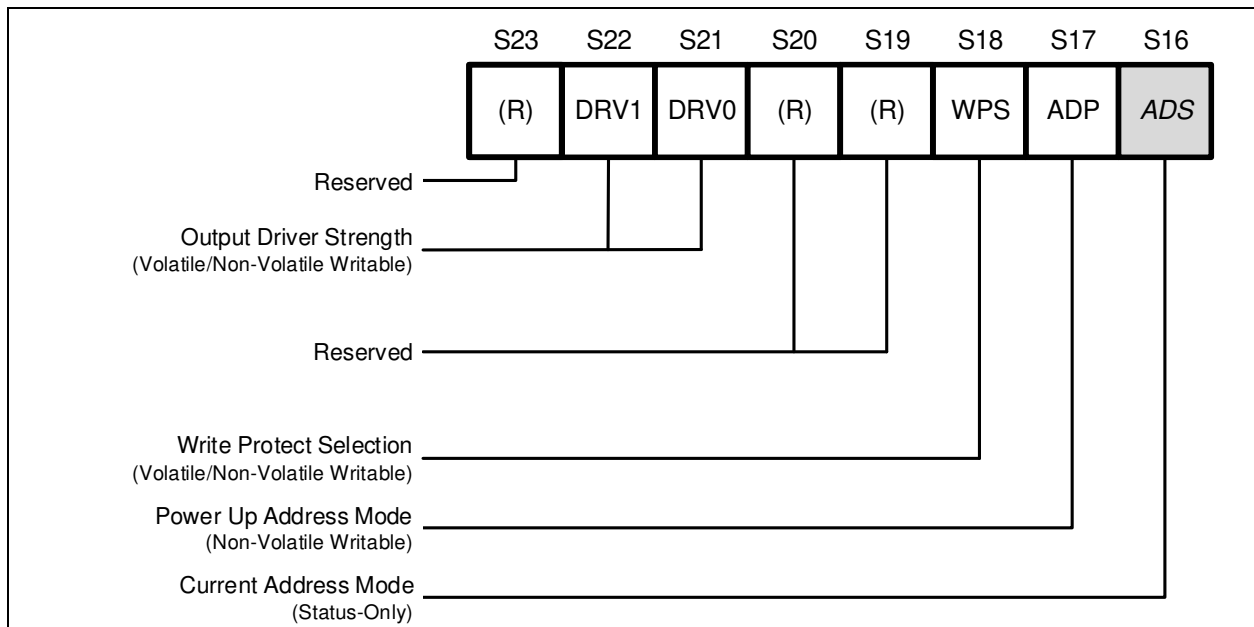 S23 S22 S21 S20 S19 S18 S17 S16
(R) DRV1 DRV0 (R) (R) WPS ADP ADS
Reserved
Output Driver Strength
(Volatile/Non-Volatile Writable)
Reserved
Write Protect Selection
(Volatile/Non-Volatile Writable)
Power Up Address Mode
(Non-Volatile Writable)
Current Address Mode
(Status-Only)